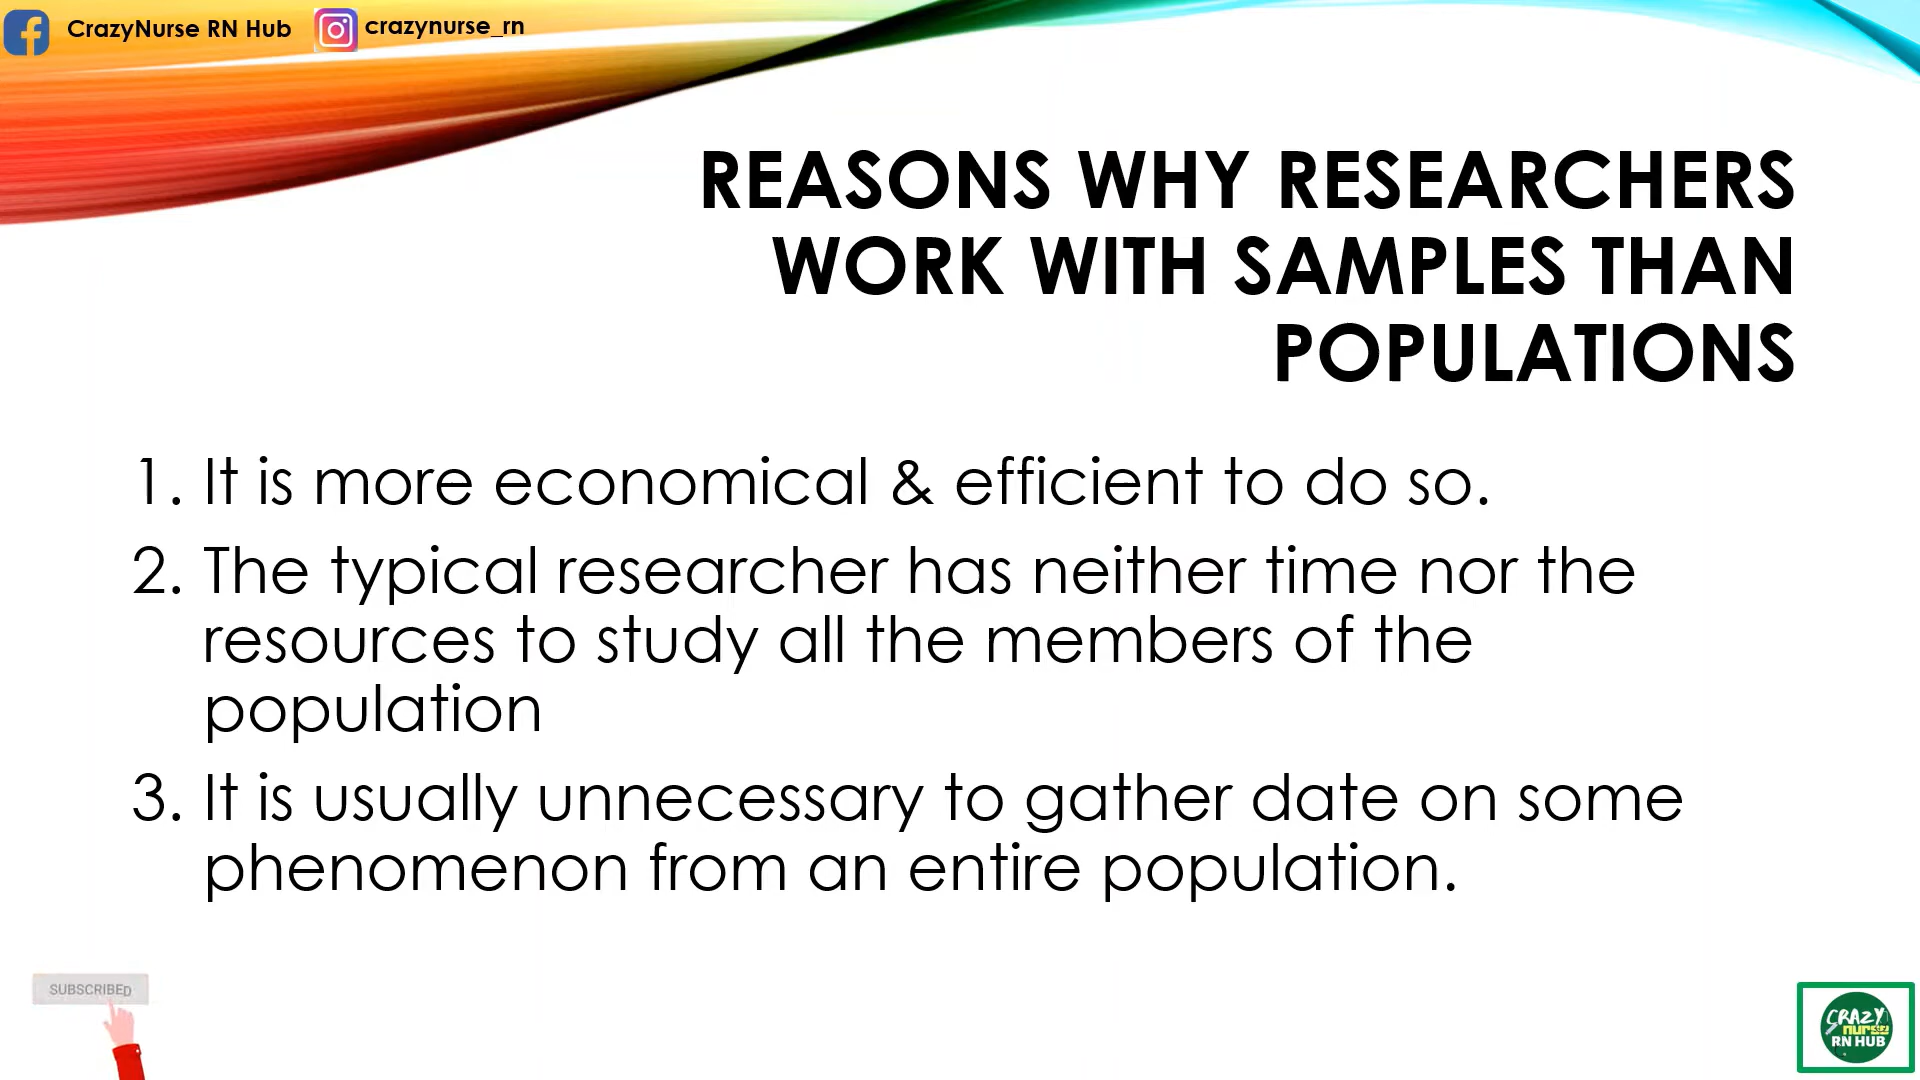 CrazyNurse RN Hub
crazynurse_rn
REASONS WHY RESEARCHERS
WORK WITH SAMPLES THAN
POPULATIONS
1. It is more economical & efficient to do so.
2. The typical researcher has neither time nor the
resources to study all the members of the
population
3. It is usually unnecessary to gather date on some
phenomenon from an entire population.
SUBSCRIBED
CRAZY
nurse
RN HUB